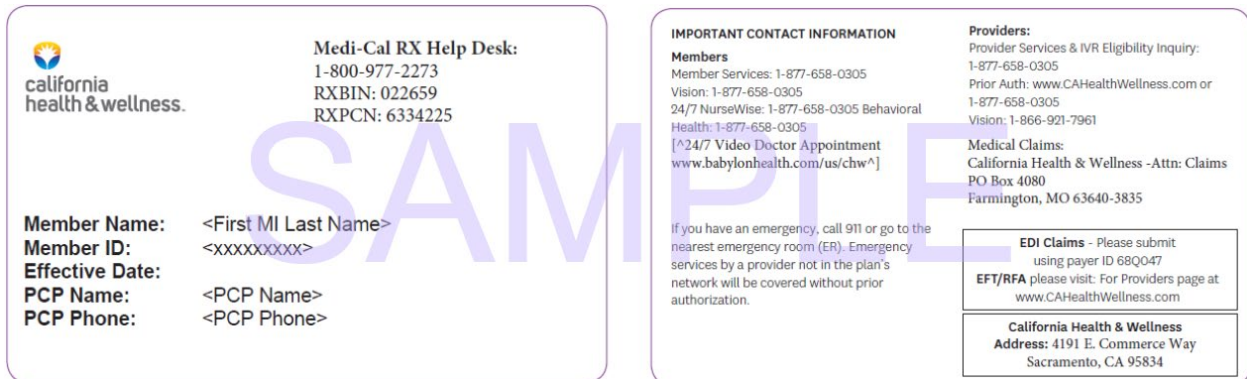 california
health & wellness.
Medi-Cal RX Help Desk:
1-800-977-2273
RXBIN: 022659
RXPCN: 6334225
SAMPLE
Member Name: <First MI Last Name>
Member ID: <xxxxxxxxx>
Effective Date:
PCP Name: <PCP Name>
PCP Phone: <PCP Phone>
IMPORTANT CONTACT INFORMATION
Members
Member Services: 1-877-658-0305
Vision: 1-877-658-0305
24/7 NurseWise: 1-877-658-0305 Behavioral
Health: 1-877-658-0305
[^24/7 Video Doctor Appointment
www.babylonhealth.com/us/chw^]
If you have an emergency, call 911 or go to the
nearest emergency room (ER). Emergency
services by a provider not in the plan's
network will be covered without prior
authorization.
Providers:
Provider Services & IVR Eligibility Inquiry:
1-877-658-0305
Prior Auth: www.CAHealthWellness.com or
1-877-658-0305
Vision: 1-866-921-7961
Medical Claims:
California Health & Wellness -Attn: Claims
PO Box 4080
Farmington, MO 63640-3835
EDI Claims - Please submit
using payer ID 68Q047
EFT/RFA please visit: For Providers page at
www.CAHealthWellness.com
California Health & Wellness
Address: 4191 E. Commerce Way
Sacramento, CA 95834